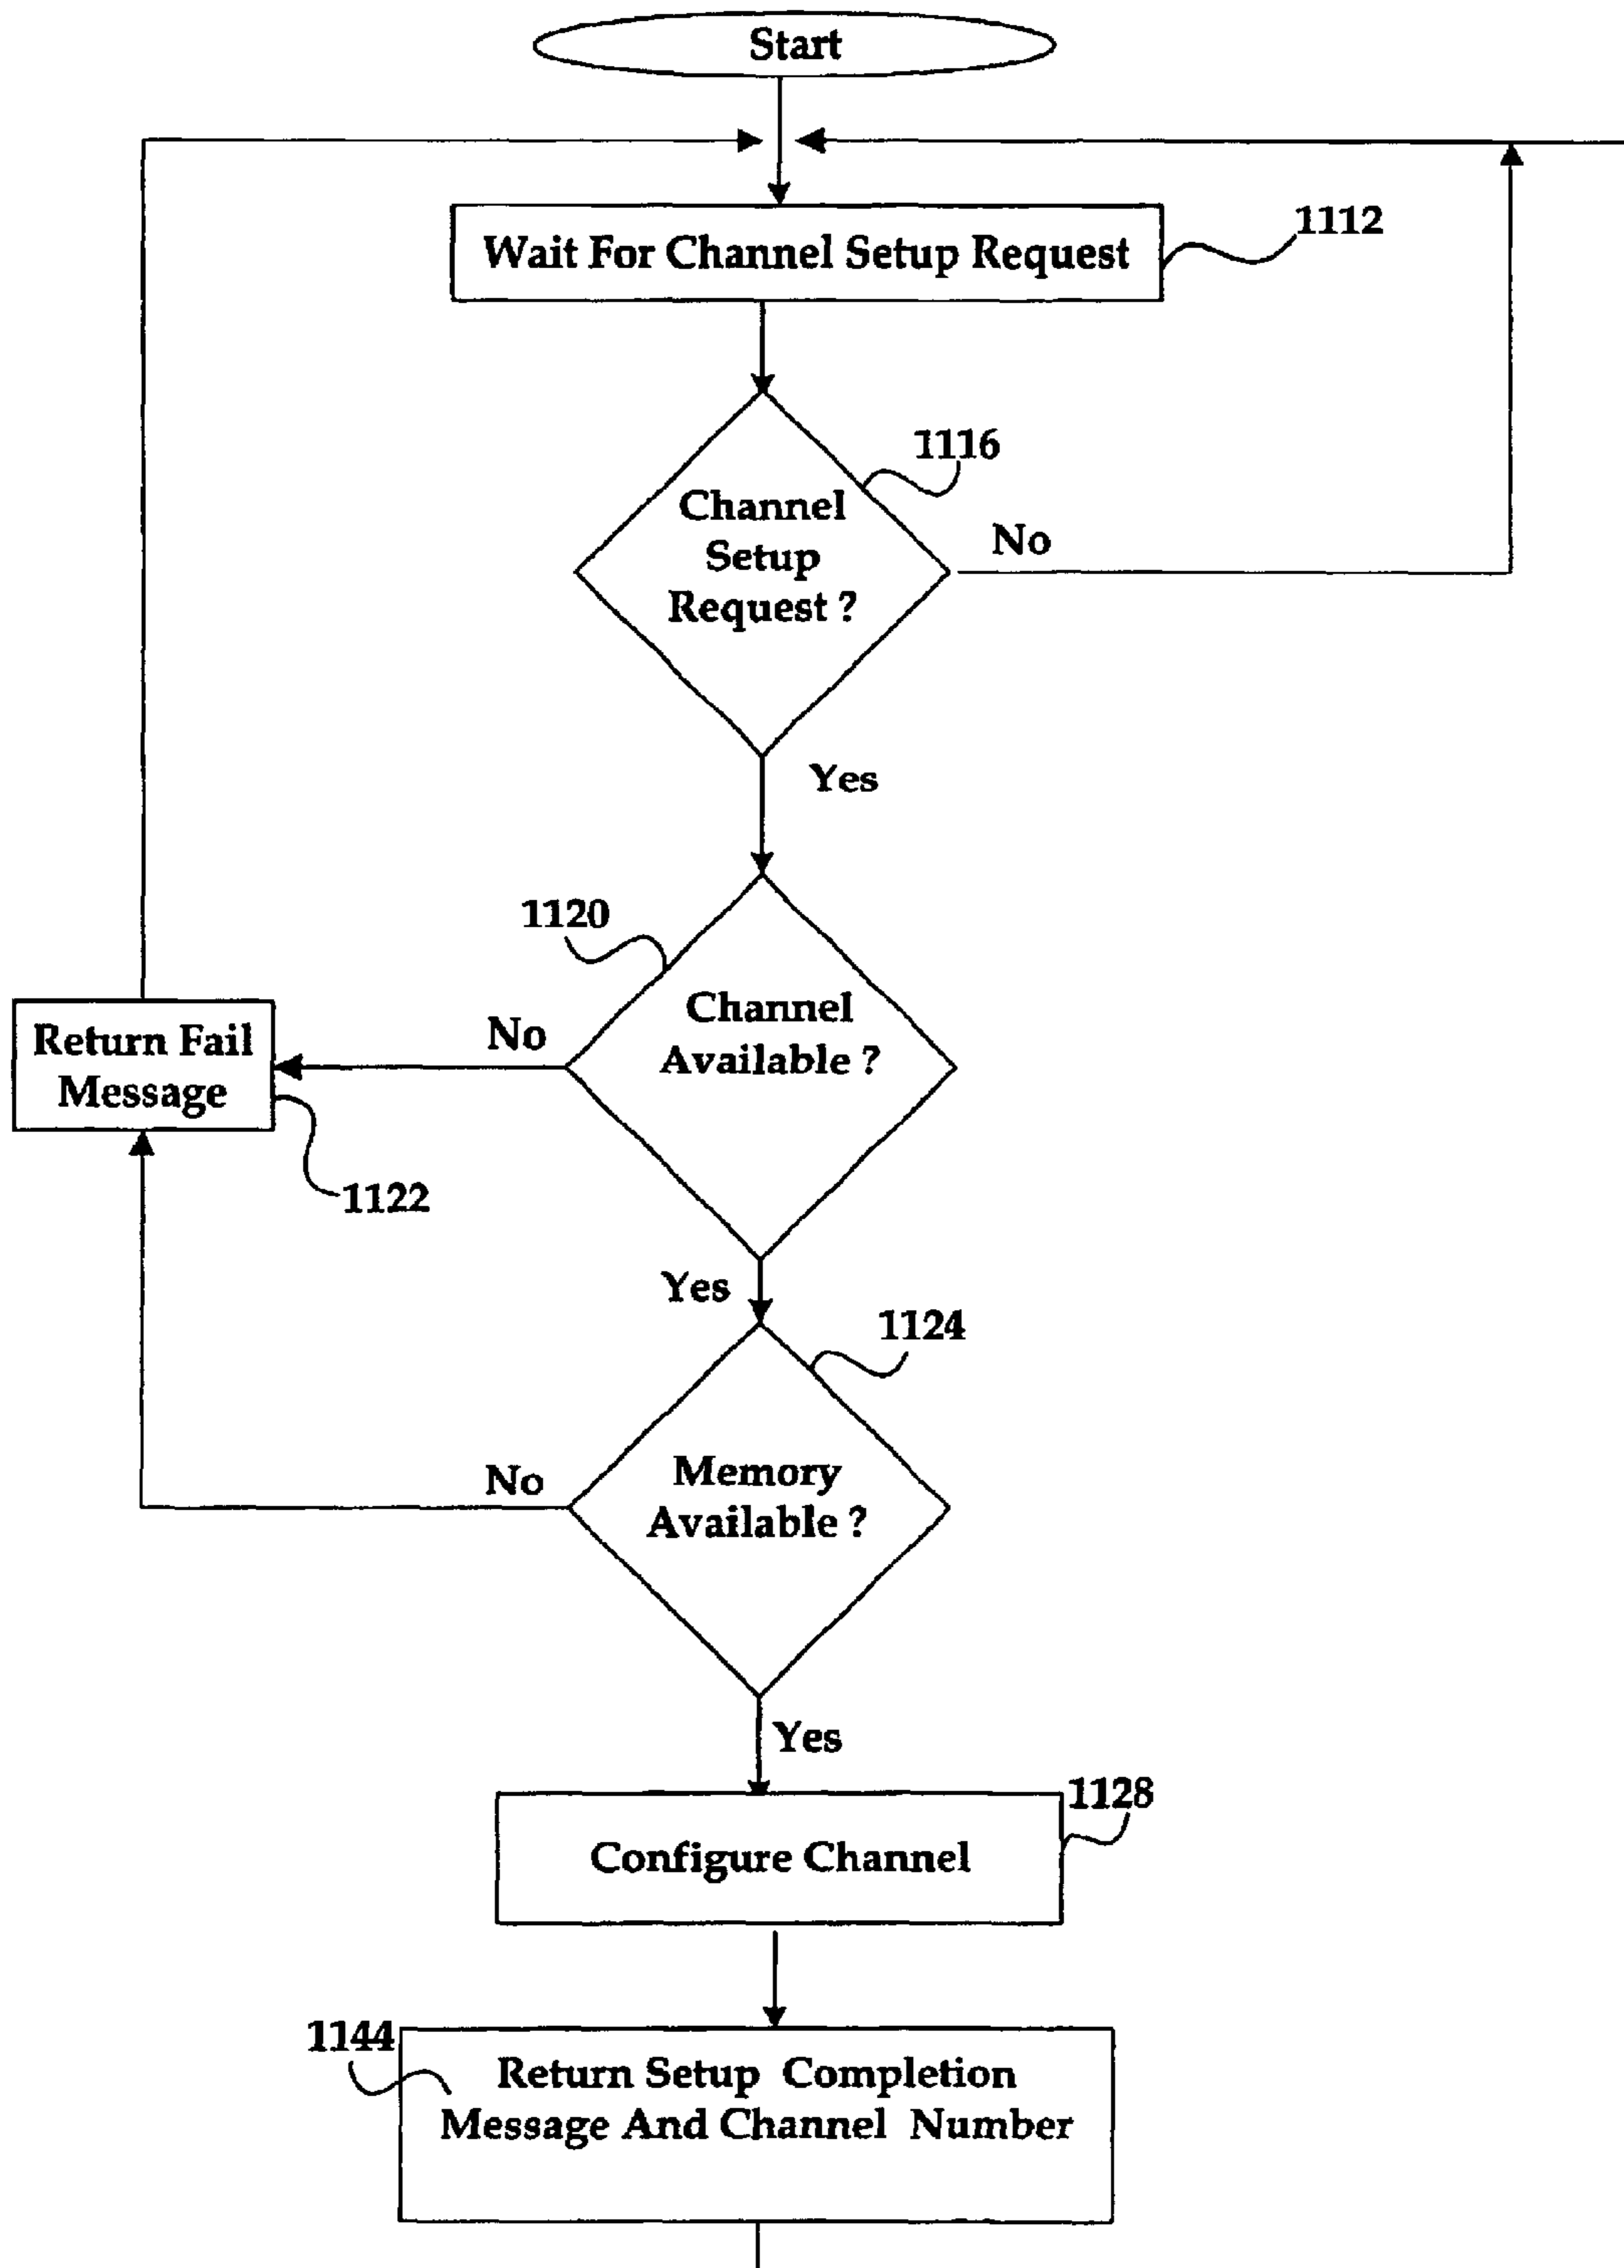 Start
Wait For Channel Setup Request
1112
1116
Channel
Setup
Request ?
No
Yes
1120
Channel
Available ?
No
Return Fail
Message
1122
Yes
1124
Memory
Available ?
No
Yes
1128
Configure Channel
1144
Return Setup Completion
Message And Channel Number